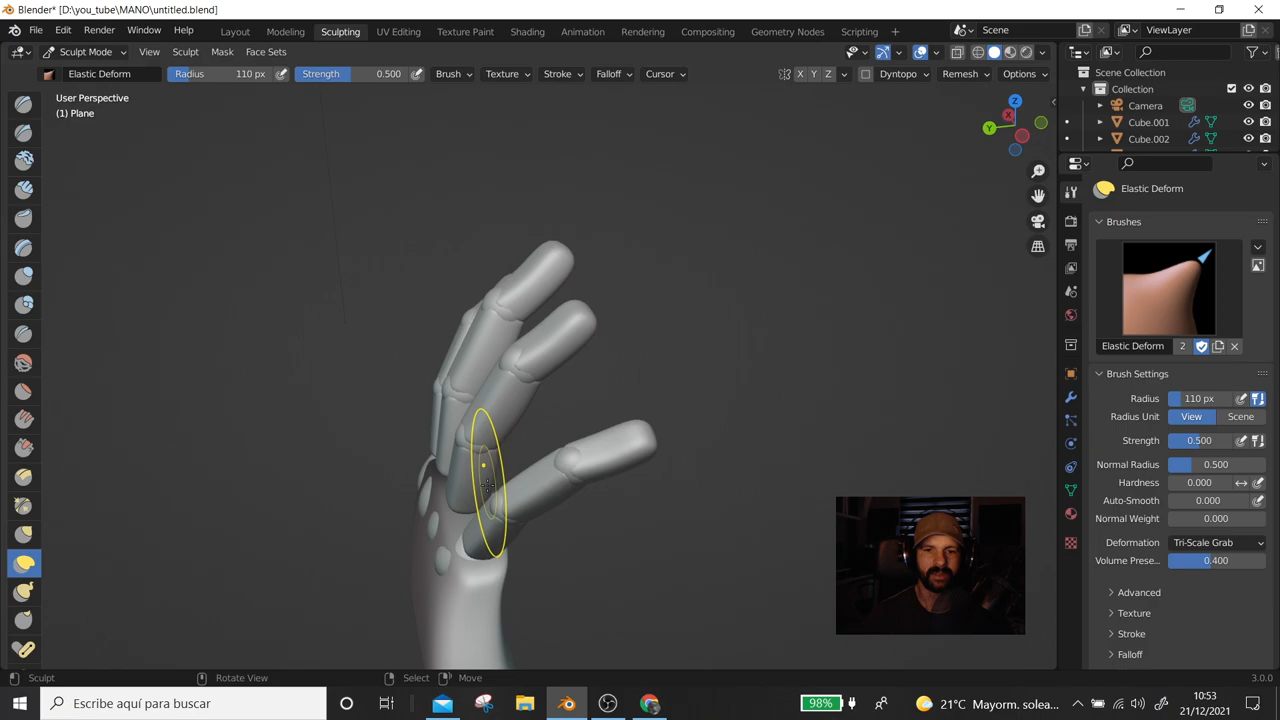 Blender* [D:\you_tube\MANO\untitled.blend]
File Edit Render Window Help Layout Modeling Sculpting UV Editing Texture Paint Shading Animation Rendering Compositing Geometry Nodes Scripting + Scene ViewLayer
Sculpt Mode View Sculpt Mask Face Sets
Elastic Deform Radius 110 px Strength 0.500 Brush Texture Stroke Falloff Cursor X Y Z Dyntopo Remesh Options
User Perspective
(1) Plane
Z
X
Y
Scene Collection
Collection
Camera
Cube.001
Cube.002
Elastic Deform
Brushes
Elastic Deform 2
Brush Settings
Radius 110 px
Radius Unit View Scene
Strength 0.500
Normal Radius 0.500
Hardness 0.000
Auto-Smooth 0.000
Normal Weight 0.000
Deformation Tri-Scale Grab
Volume Prese... 0.400
Advanced
Texture
Stroke
Falloff
Sculpt Rotate View Select Move 3.0.0
Escribe aquí para buscar 98% 21°C Mayorm. solea... 10:53
21/12/2021